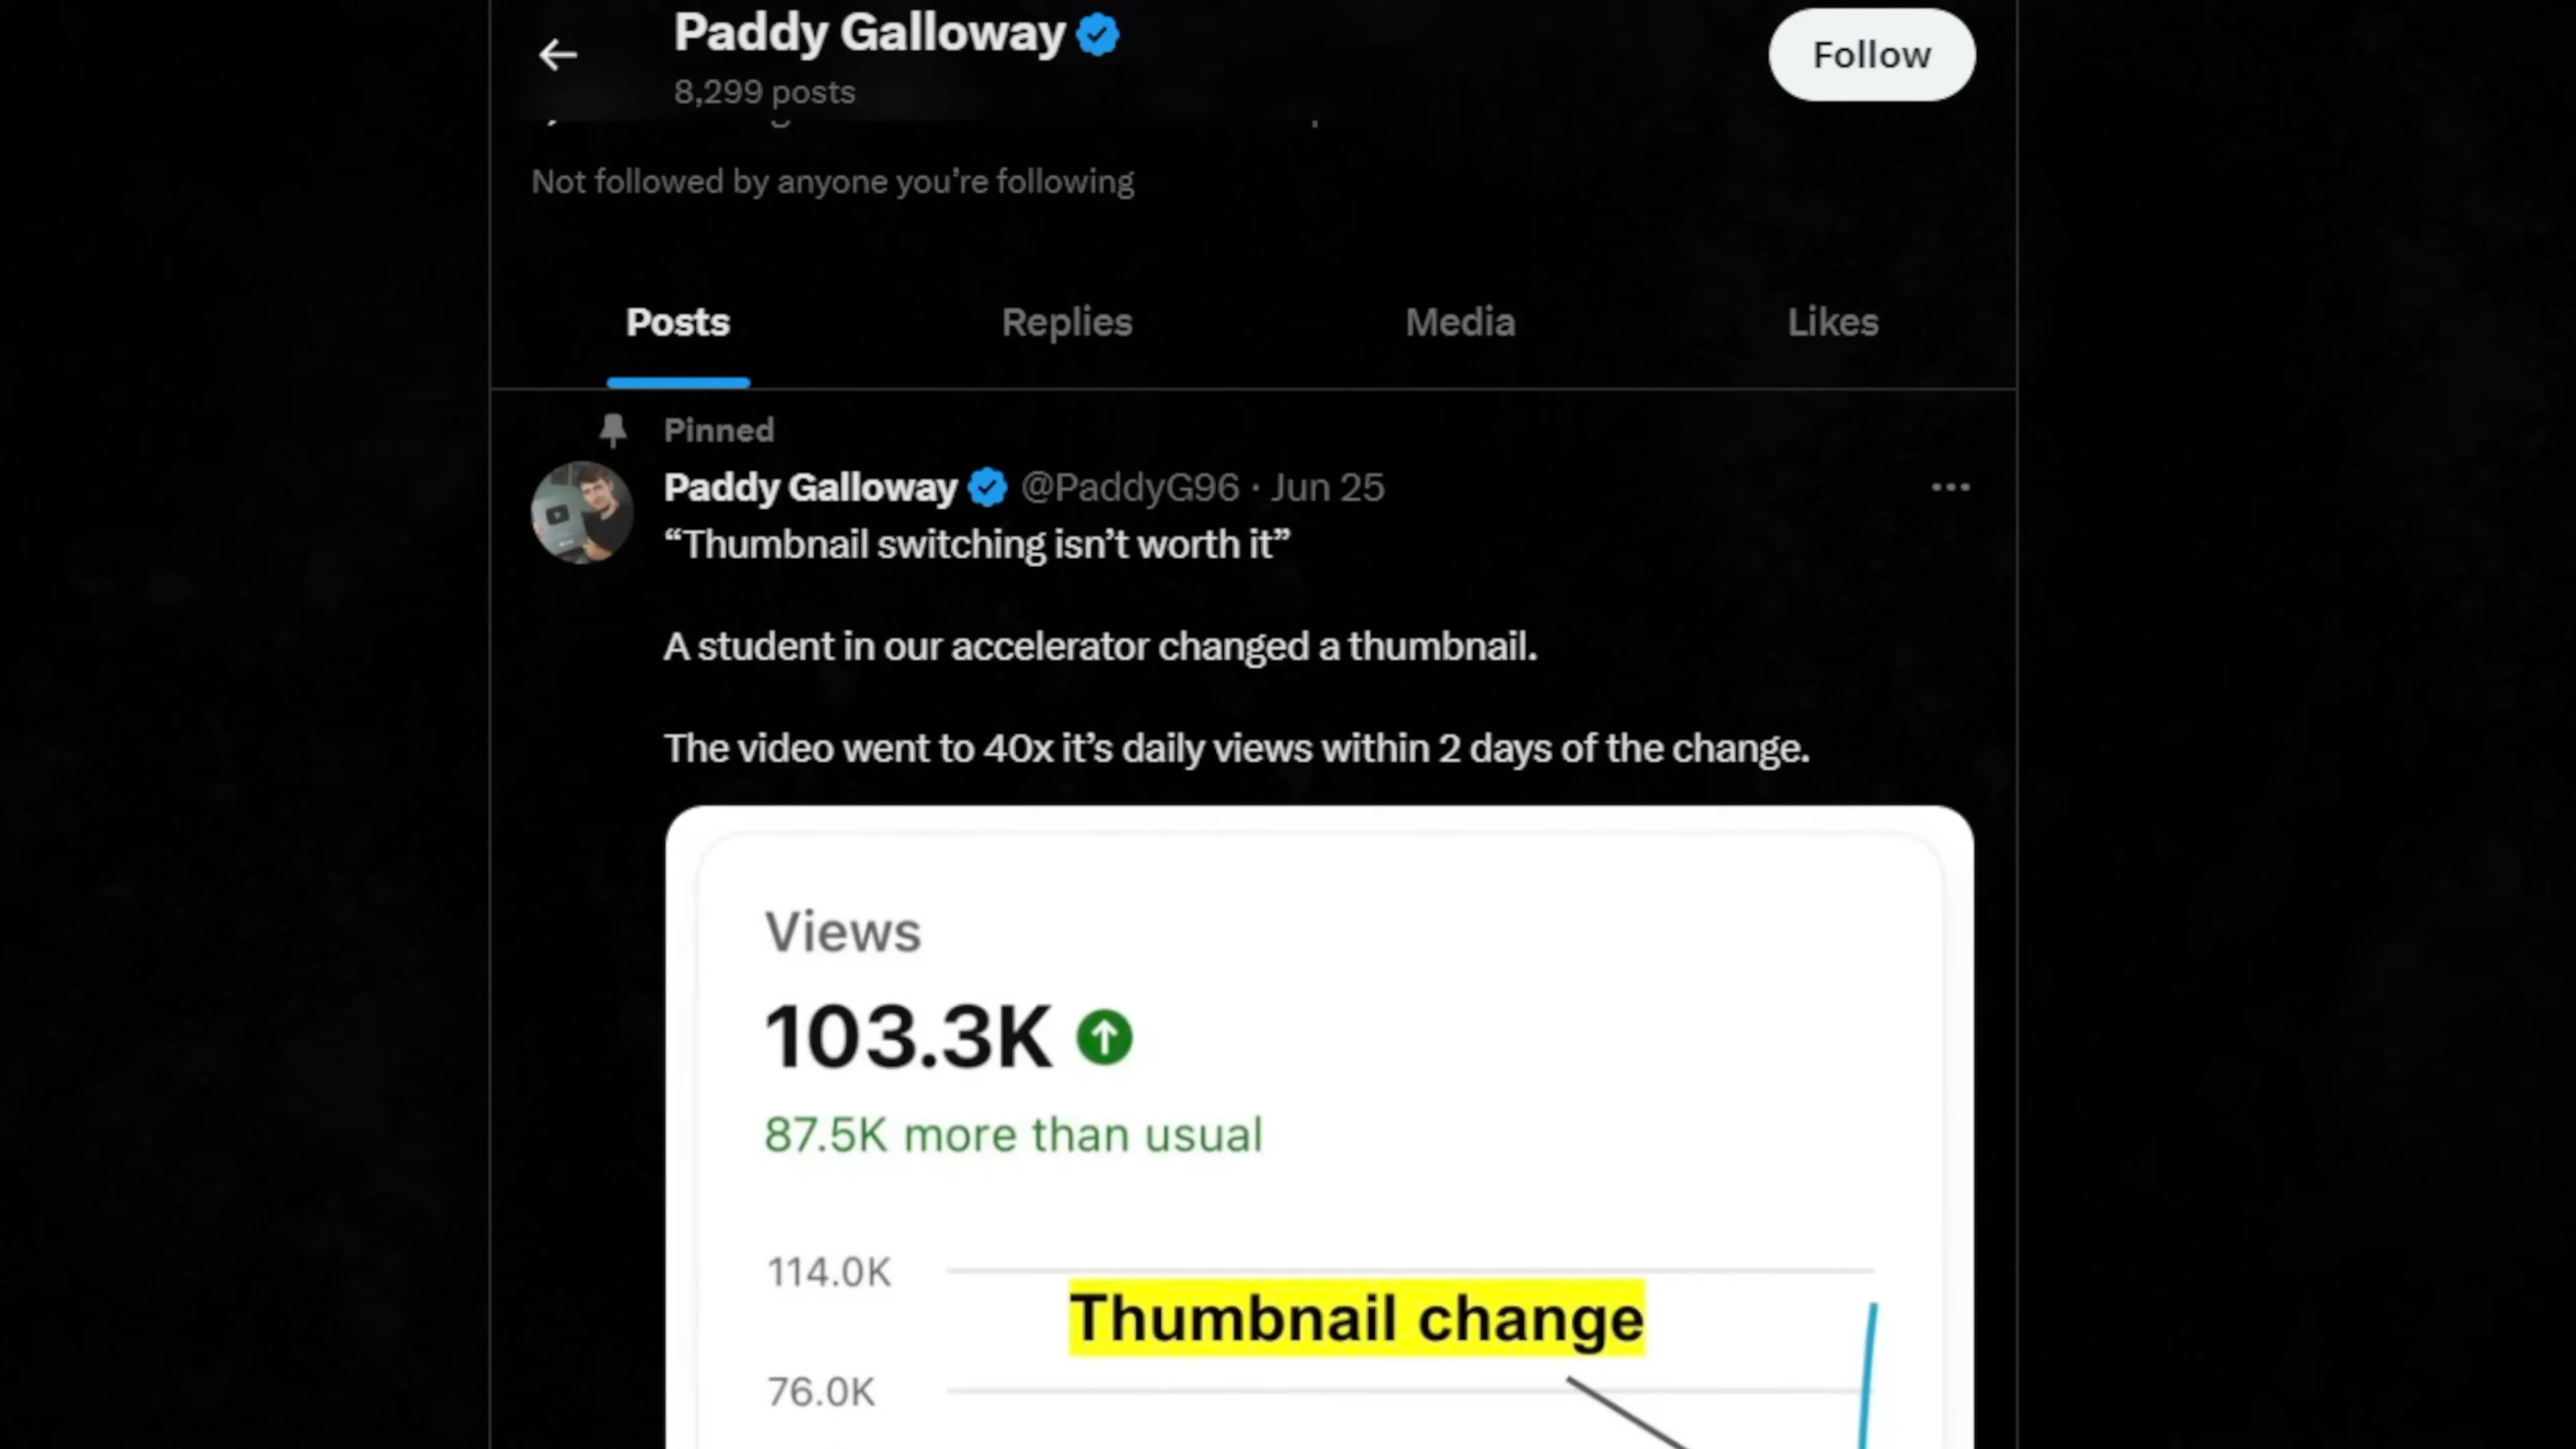 Paddy Galloway
8,299 posts
Follow
Not followed by anyone you’re following
Posts
Replies
Media
Likes
Pinned
Paddy Galloway @PaddyG96 · Jun 25
“Thumbnail switching isn’t worth it”
A student in our accelerator changed a thumbnail.
The video went to 40x it’s daily views within 2 days of the change.
Views
103.3K
87.5K more than usual
114.0K
Thumbnail change
76.0K